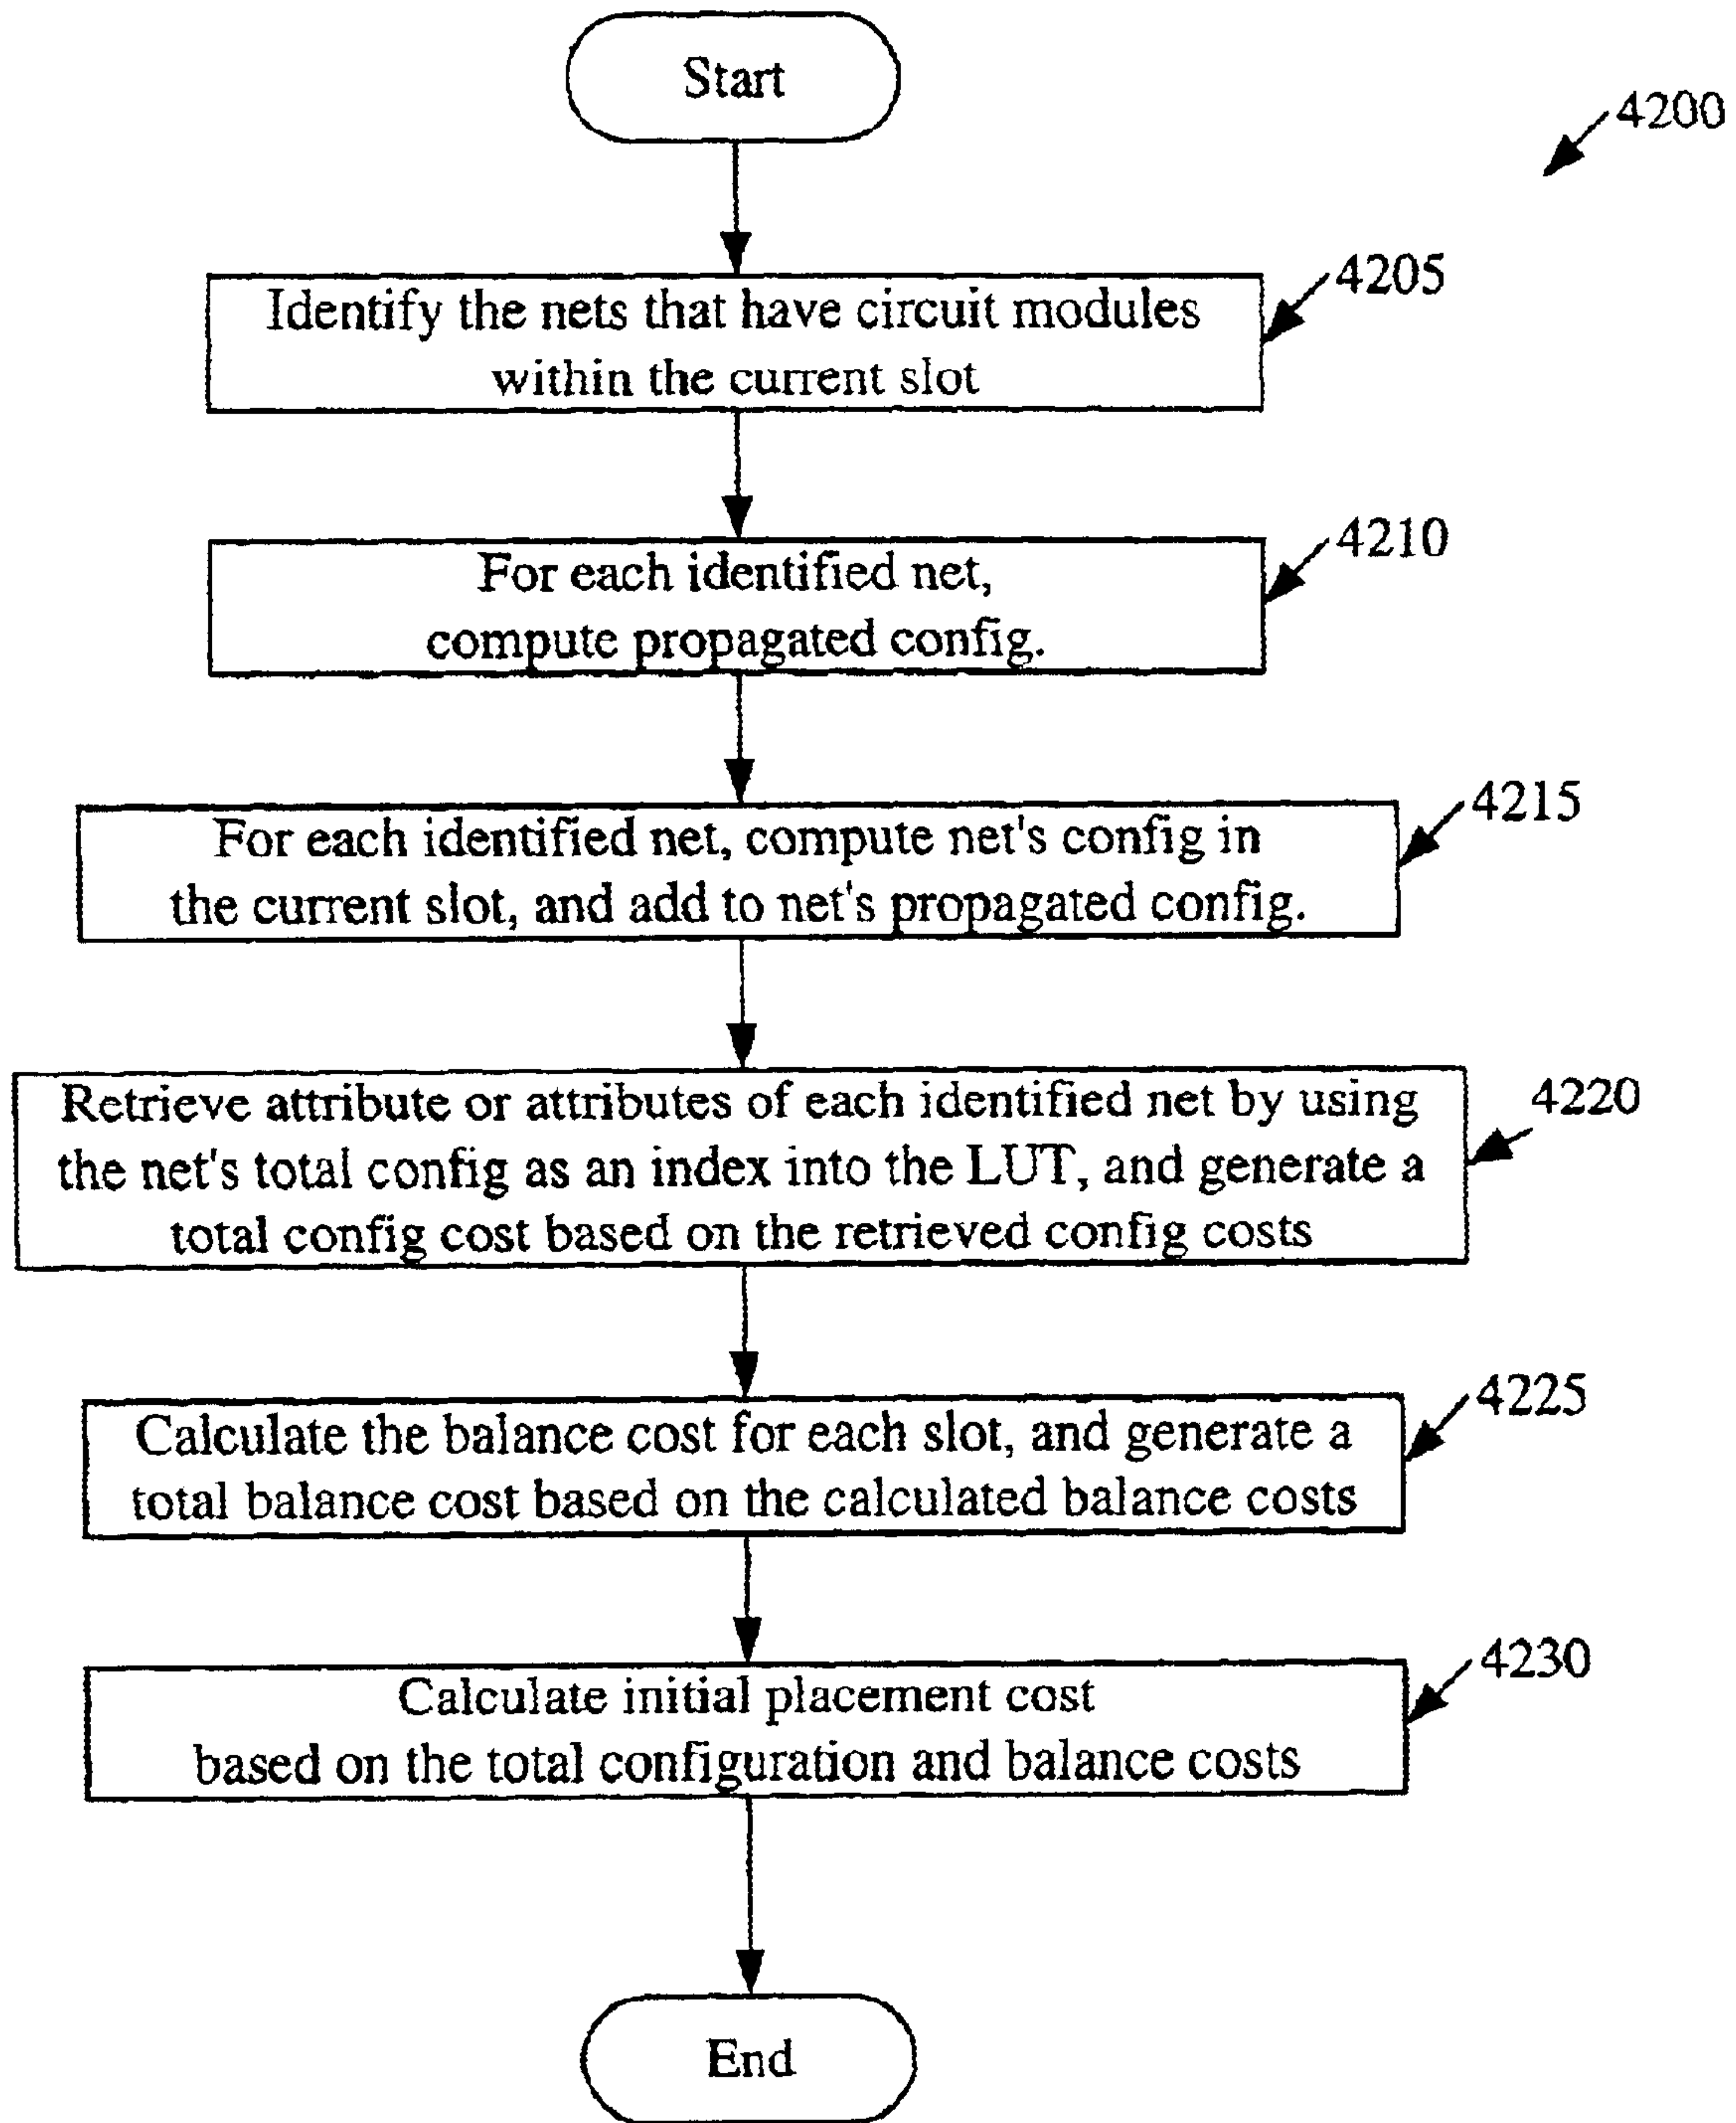 Start
4200
4205
Identify the nets that have circuit modules
within the current slot
4210
For each identified net,
compute propagated config.
4215
For each identified net, compute net's config in
the current slot, and add to net's propagated config.
4220
Retrieve attribute or attributes of each identified net by using
the net's total config as an index into the LUT, and generate a
total config cost based on the retrieved config costs
4225
Calculate the balance cost for each slot, and generate a
total balance cost based on the calculated balance costs
4230
Calculate initial placement cost
based on the total configuration and balance costs
End